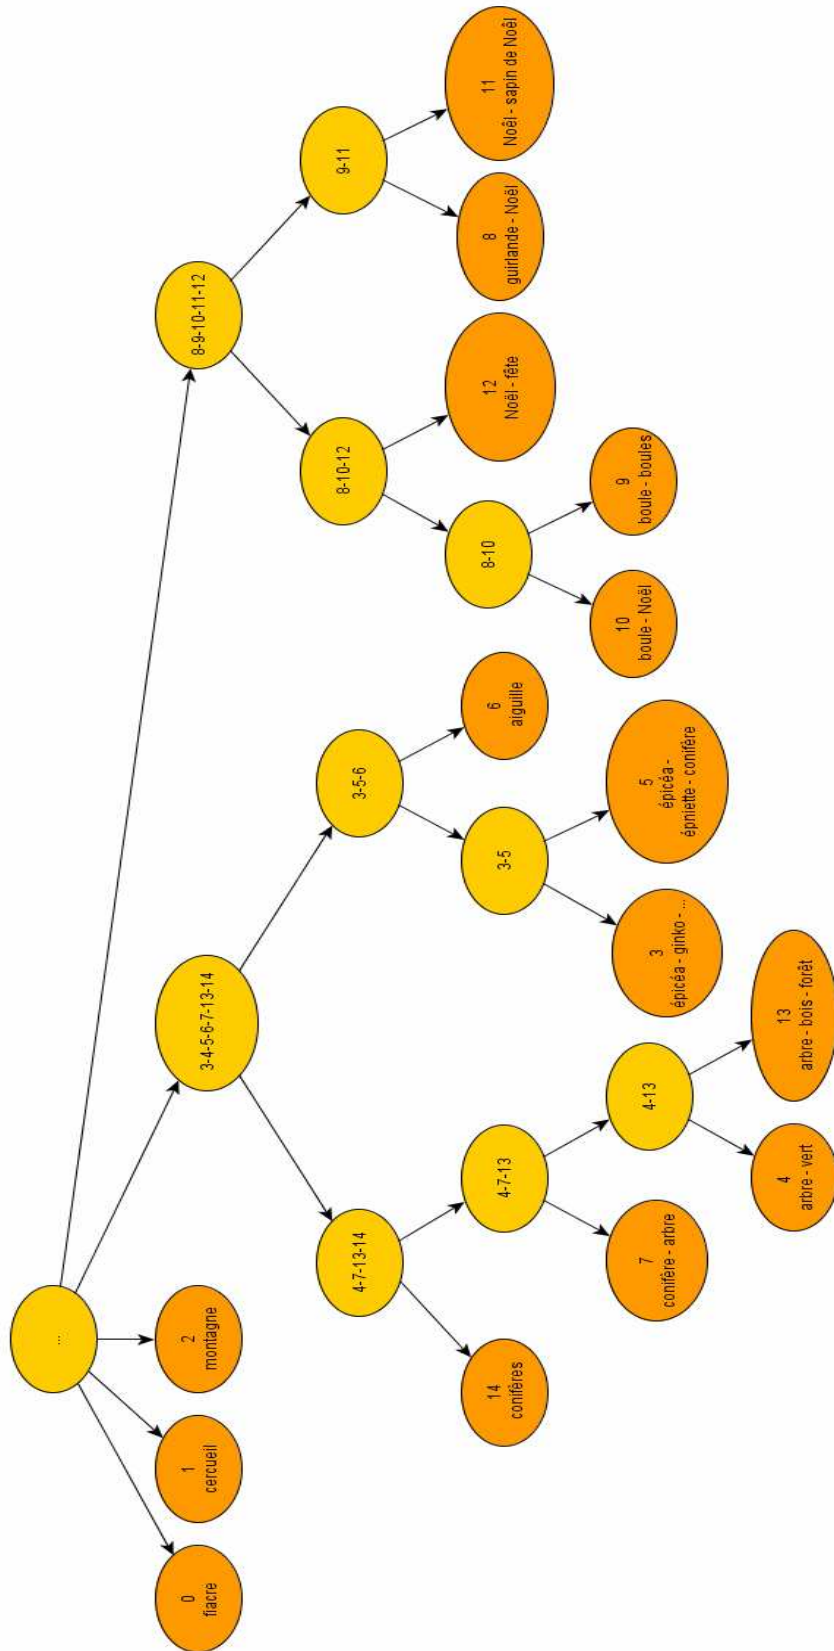 ...
0
fiacre
1
cercueil
2
montagne
3-4-5-6-7-13-14
8-9-10-11-12
4-7-13-14
3-5-6
8-10-12
9-11
14
conifères
4-7-13
3-5
6
aiguille
8-10
12
Noël - fête
8
guirlande - Noël
11
Noël - sapin de Noël
7
conifère - arbre
4-13
3
épicéa - ginko - ...
5
épicéa -
épniette - conifère
10
boule - Noël
9
boule - boules
4
arbre - vert
13
arbre - bois - forêt